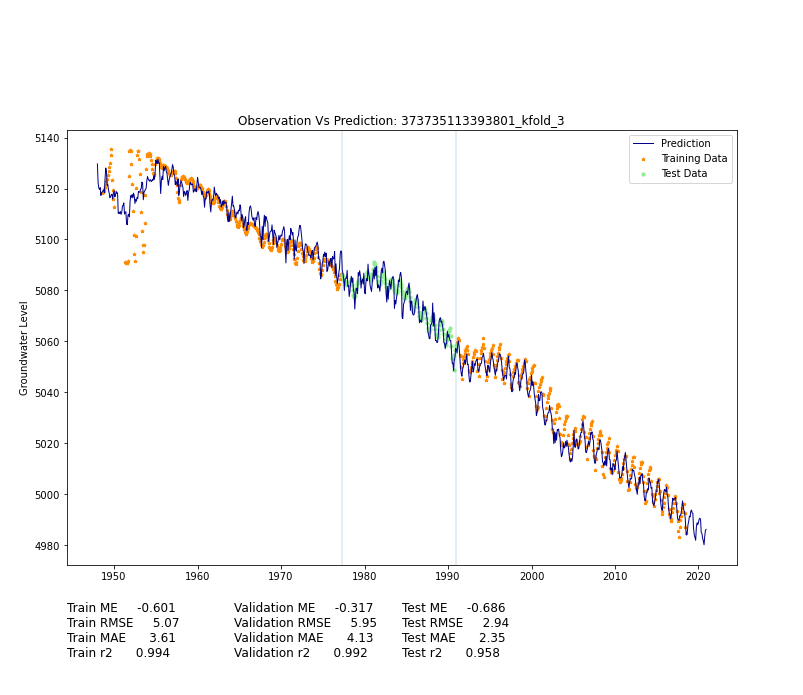 Observation Vs Prediction: 373735113393801_kfold_3
Prediction
Training Data
Test Data
Groundwater Level
5140
5120
5100
5080
5060
5040
5020
5000
4980
1950 1960 1970 1980 1990 2000 2010 2020
Train ME -0.601 Validation ME -0.317 Test ME -0.686
Train RMSE 5.07 Validation RMSE 5.95 Test RMSE 2.94
Train MAE 3.61 Validation MAE 4.13 Test MAE 2.35
Train r2 0.994 Validation r2 0.992 Test r2 0.958